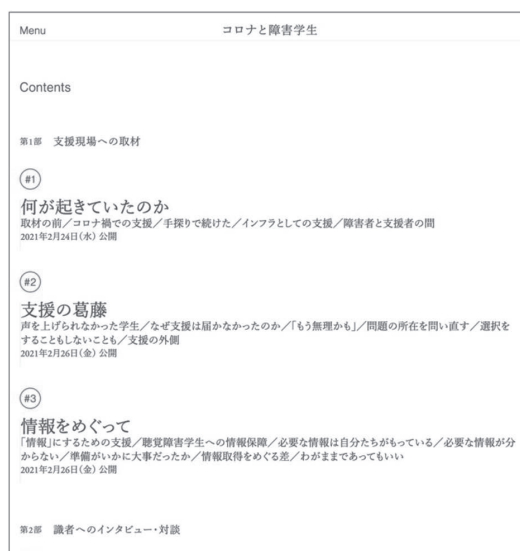 Menu
コロナと障害学生
Contents
第1部 支援現場への取材
#1
何が起きていたのか
取材の前／コロナ禍での支援／手探りで続けた／インフラとしての支援／障害者と支援者の間
2021年2月24日（水）公開
#2
支援の葛藤
声を上げられなかった学生／なぜ支援は届かなかったのか／「もう無理かも」／問題の所在を問い直す／選択を
することもしないことも／支援の外側
2021年2月26日（金）公開
#3
情報をめぐって
「情報」にするための支援／聴覚障害学生への情報保障／必要な情報は自分たちがもっている／必要な情報が分
からない／準備がいかに大事だったか／情報取得をめぐる差／わがままであってもいい
2021年2月26日（金）公開
第2部 識者へのインタビュー・対談